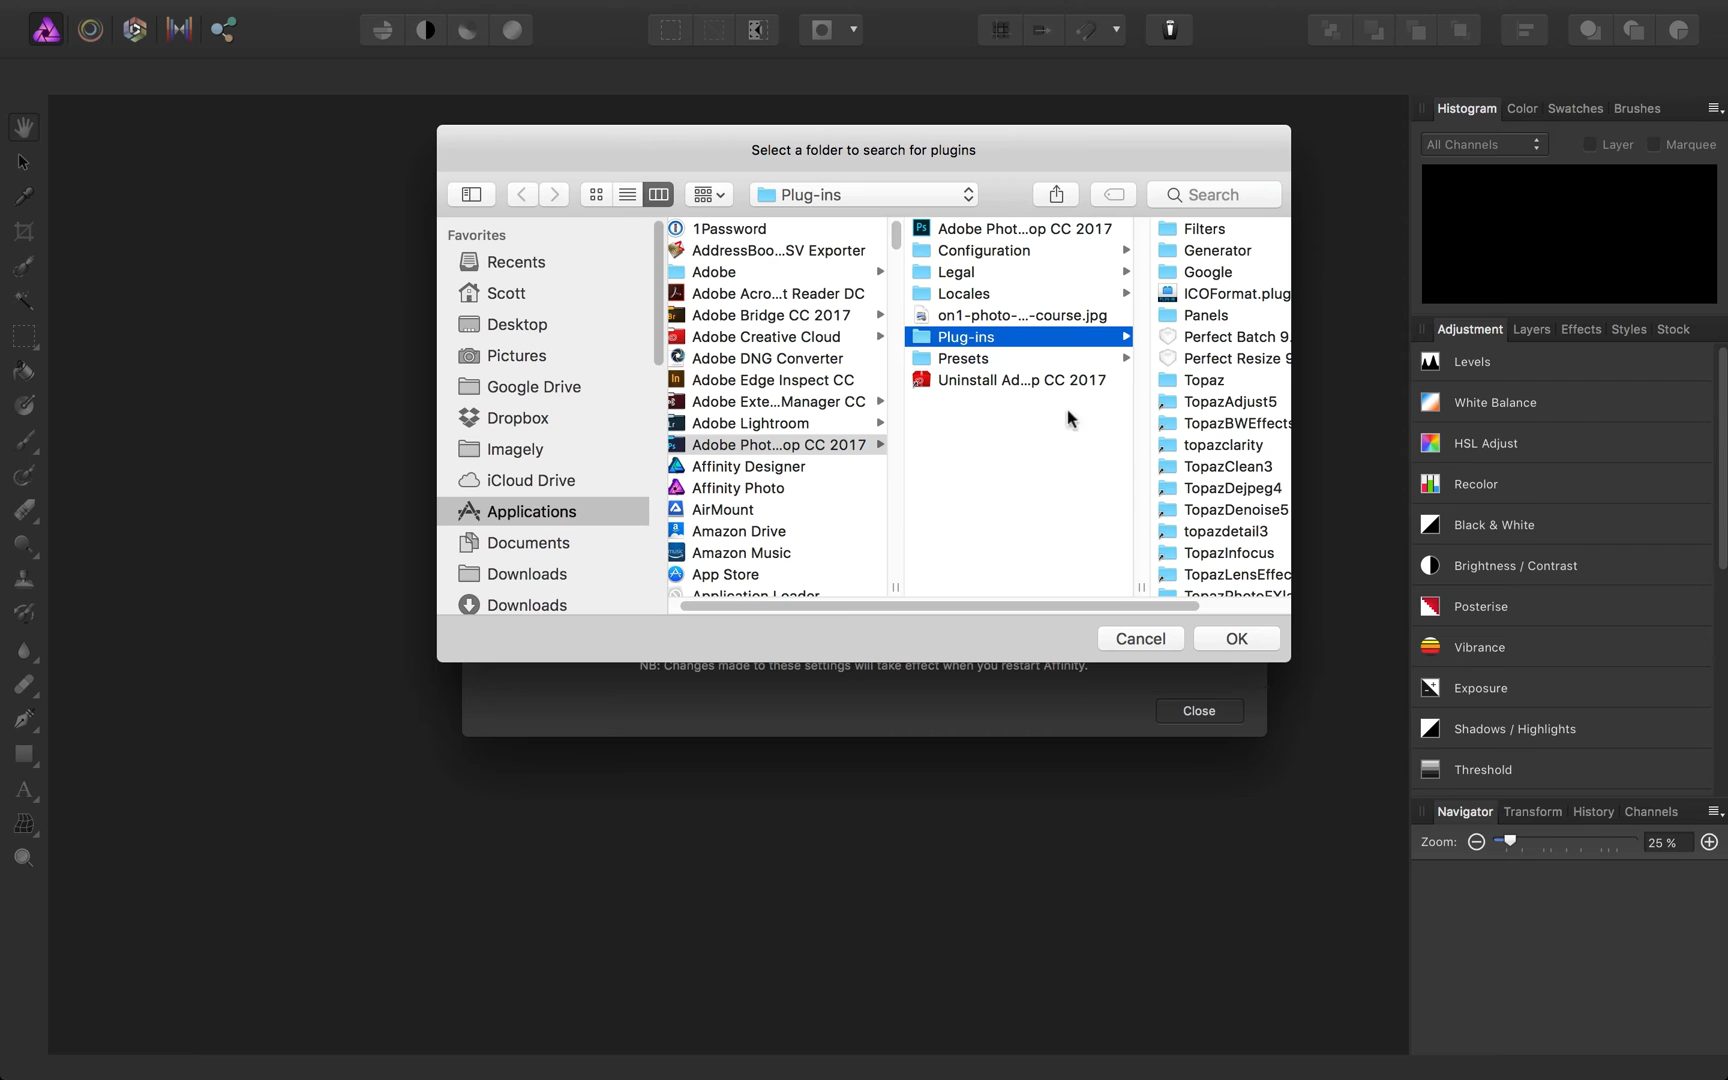 Select a folder to search for plugins
Plug-ins
Search
Favorites
Recents
Scott
Desktop
Pictures
Google Drive
Dropbox
Imagely
iCloud Drive
Applications
Documents
Downloads
Downloads
1Password
AddressBoo...SV Exporter
Adobe
Adobe Acro...t Reader DC
Adobe Bridge CC 2017
Adobe Creative Cloud
Adobe DNG Converter
Adobe Edge Inspect CC
Adobe Exte...Manager CC
Adobe Lightroom
Adobe Phot...op CC 2017
Affinity Designer
Affinity Photo
AirMount
Amazon Drive
Amazon Music
App Store
Application Loader
Adobe Phot...op CC 2017
Configuration
Legal
Locales
on1-photo-...-course.jpg
Plug-ins
Presets
Uninstall Ad...p CC 2017
Filters
Generator
Google
ICOFormat.plug
Panels
Perfect Batch 9.
Perfect Resize 9
Topaz
TopazAdjust5
TopazBWEffects
topazclarity
TopazClean3
TopazDejpeg4
TopazDenoise5
topazdetail3
TopazInfocus
TopazLensEffec
Cancel
OK
NB: Changes made to these settings will take effect when you restart Affinity.
Close
Histogram Color Swatches Brushes
All Channels Layer Marquee
Adjustment Layers Effects Styles Stock
Levels
White Balance
HSL Adjust
Recolor
Black & White
Brightness / Contrast
Posterise
Vibrance
Exposure
Shadows / Highlights
Threshold
Navigator Transform History Channels
Zoom: 25 %